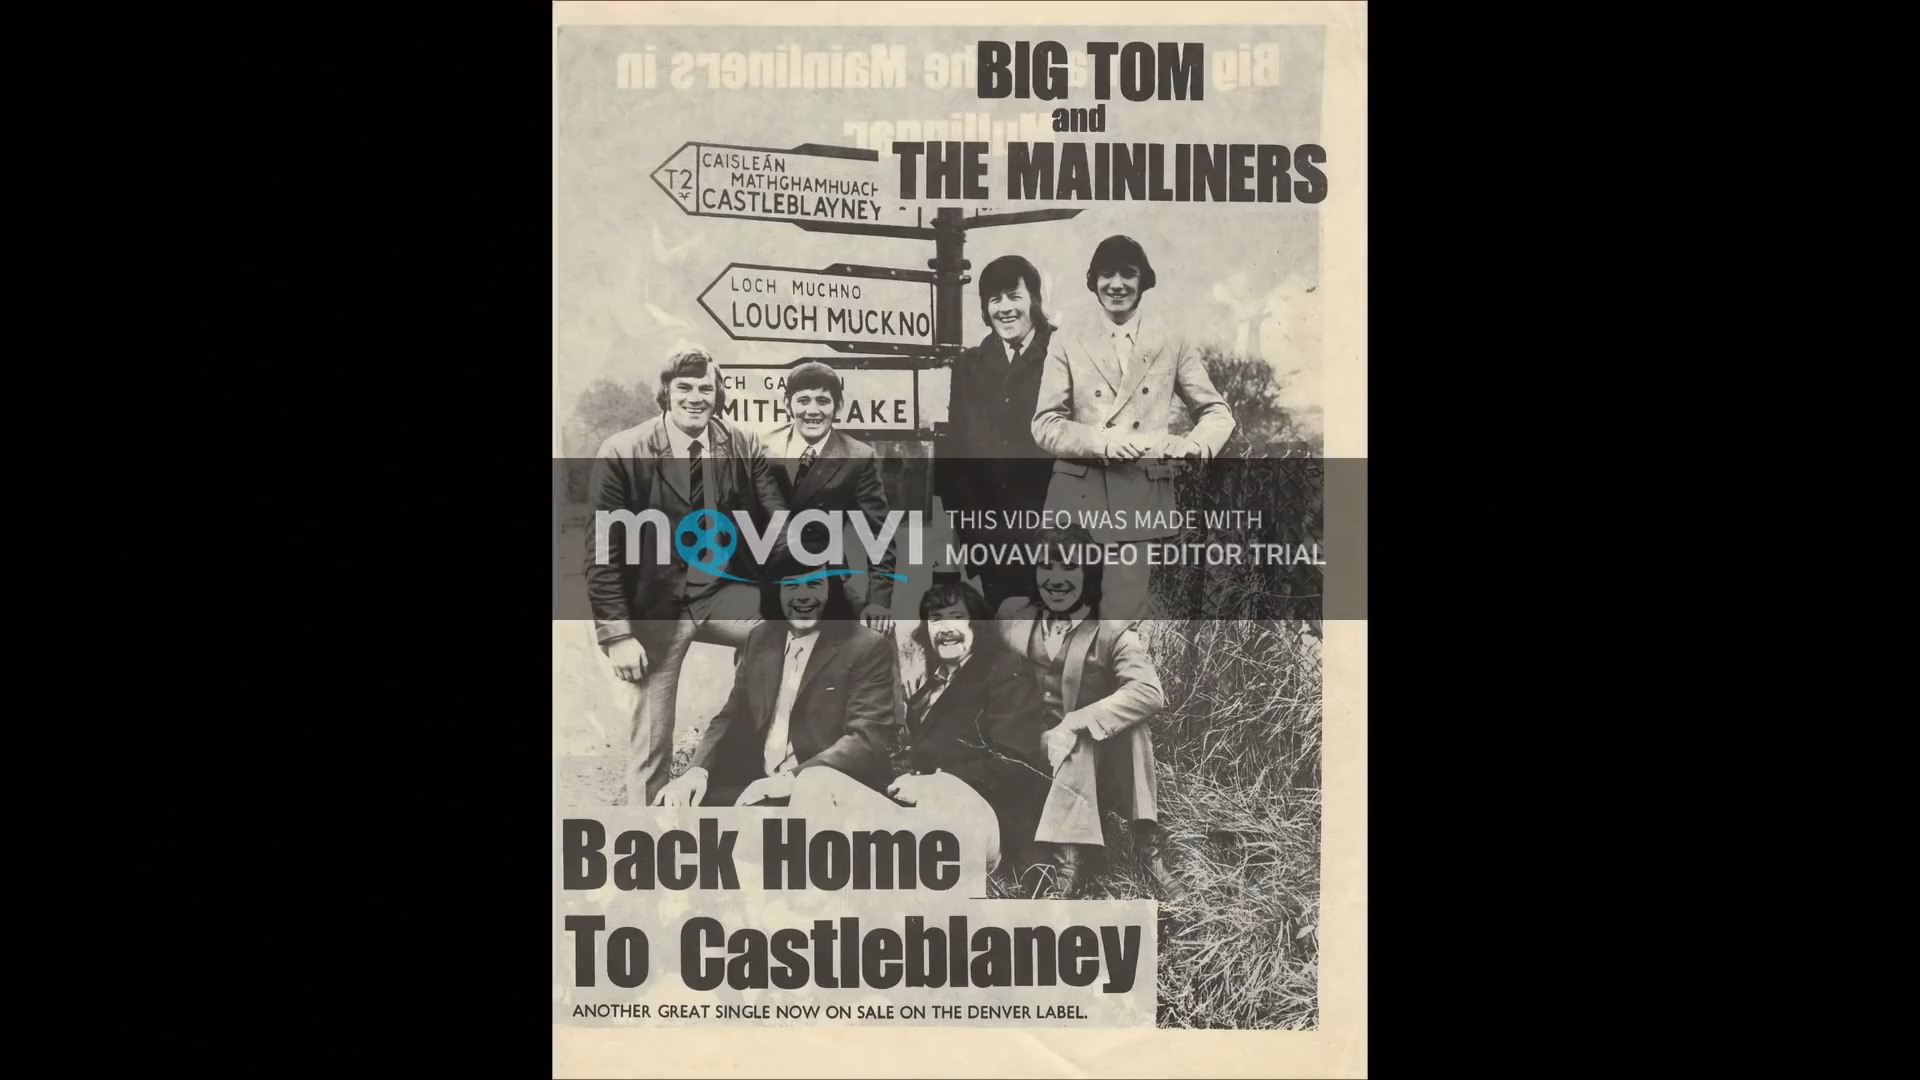 BIG TOM
and
THE MAINLINERS
T2
CAISLEÁN
MATHGHAMHUACH
CASTLEBLAYNEY
LOCH MUCHNO
LOUGH MUCKNO
movavi
THIS VIDEO WAS MADE WITH
MOVAVI VIDEO EDITOR TRIAL
Back Home
To Castleblaney
ANOTHER GREAT SINGLE NOW ON SALE ON THE DENVER LABEL.